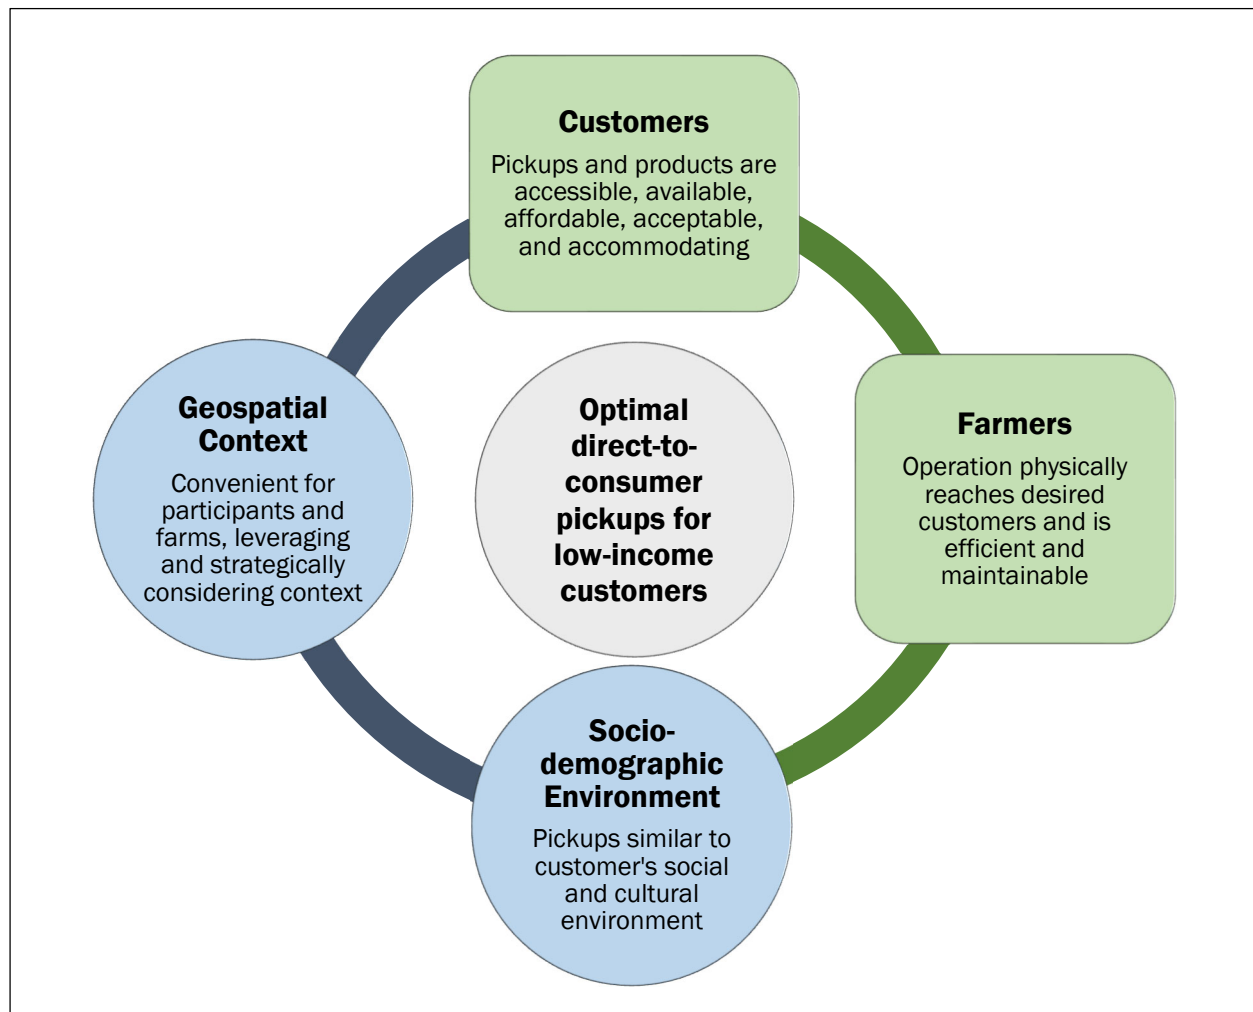 Customers
Pickups and products are
accessible, available,
affordable, acceptable,
and accommodating
Geospatial
Context
Convenient for
participants and
farms, leveraging
and strategically
considering context
Optimal
direct-to-
consumer
pickups for
low-income
customers
Farmers
Operation physically
reaches desired
customers and is
efficient and
maintainable
Socio-
demographic
Environment
Pickups similar to
customer's social
and cultural
environment